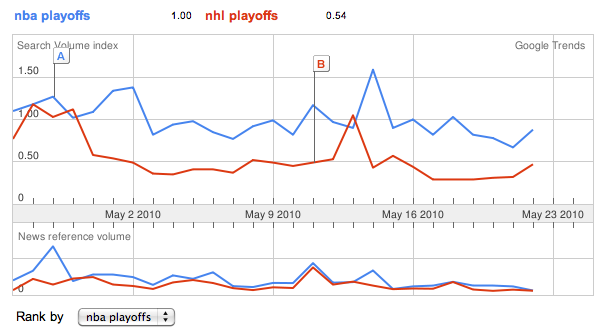 nba playoffs 1.00 nhl playoffs 0.54
Search Volume index Google Trends
A
B
1.50
1.00
0.50
0
May 2 2010 May 9 2010 May 16 2010 May 23 2010
News reference volume
0
Rank by nba playoffs